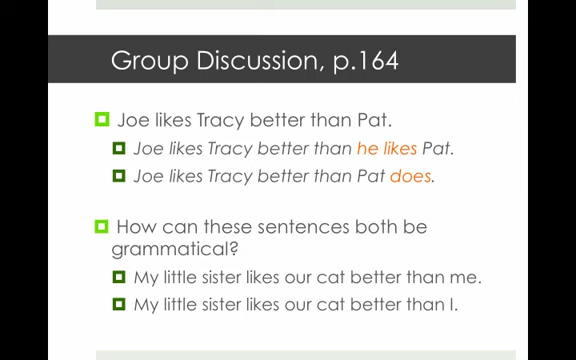 Group Discussion, p.164
Joe likes Tracy better than Pat.
Joe likes Tracy better than he likes Pat.
Joe likes Tracy better than Pat does.
How can these sentences both be
grammatical?
My little sister likes our cat better than me.
My little sister likes our cat better than I.